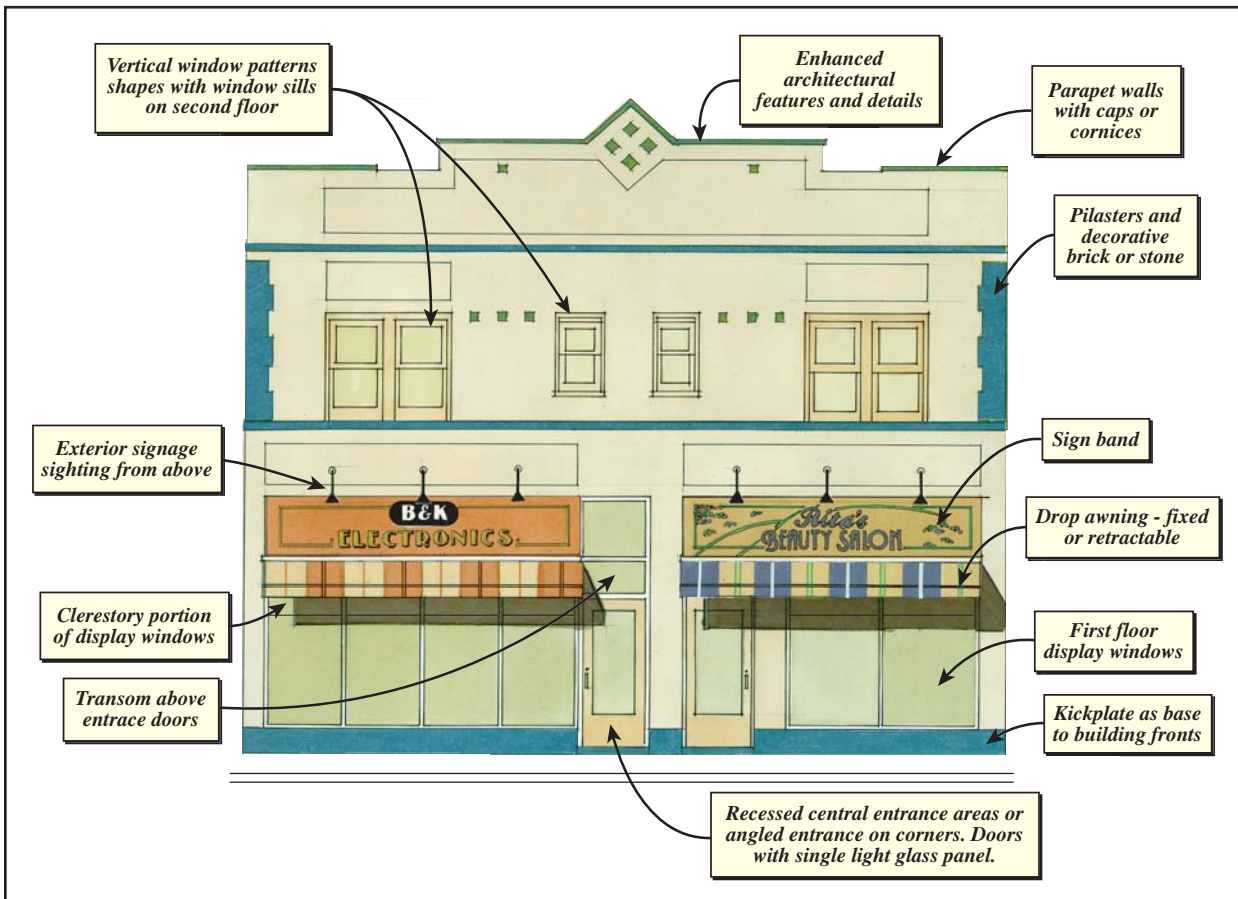 Vertical window patterns
shapes with window sills
on second floor
Enhanced
architectural
features and details
Parapet walls
with caps or
cornices
Pilasters and
decorative
brick or stone
Exterior signage
sighting from above
Sign band
B&K
ELECTRONICS
Rita's
BEAUTY SALON
Drop awning - fixed
or retractable
Clerestory portion
of display windows
First floor
display windows
Transom above
entrace doors
Kickplate as base
to building fronts
Recessed central entrance areas or
angled entrance on corners. Doors
with single light glass panel.